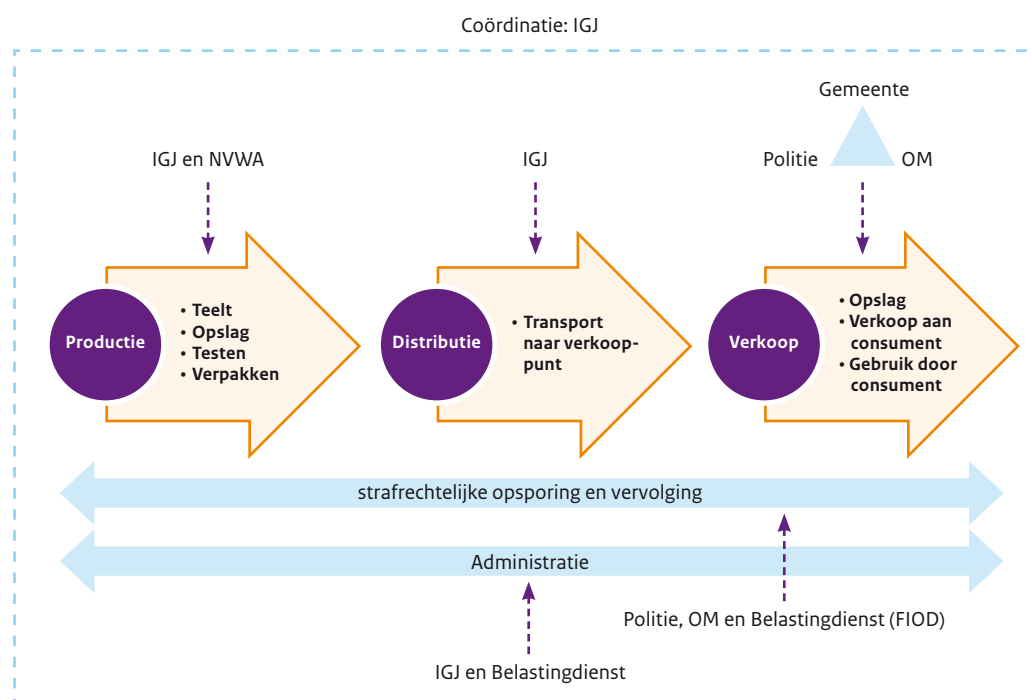 Coördinatie: IGJ
Gemeente
IGJ en NVWA
IGJ
Politie
OM
Productie
• Teelt
• Opslag
• Testen
• Verpakken
Distributie
• Transport
naar verkoop-
punt
Verkoop
• Opslag
• Verkoop aan
consument
• Gebruik door
consument
strafrechtelijke opsporing en vervolging
Administratie
Politie, OM en Belastingdienst (FIOD)
IGJ en Belastingdienst